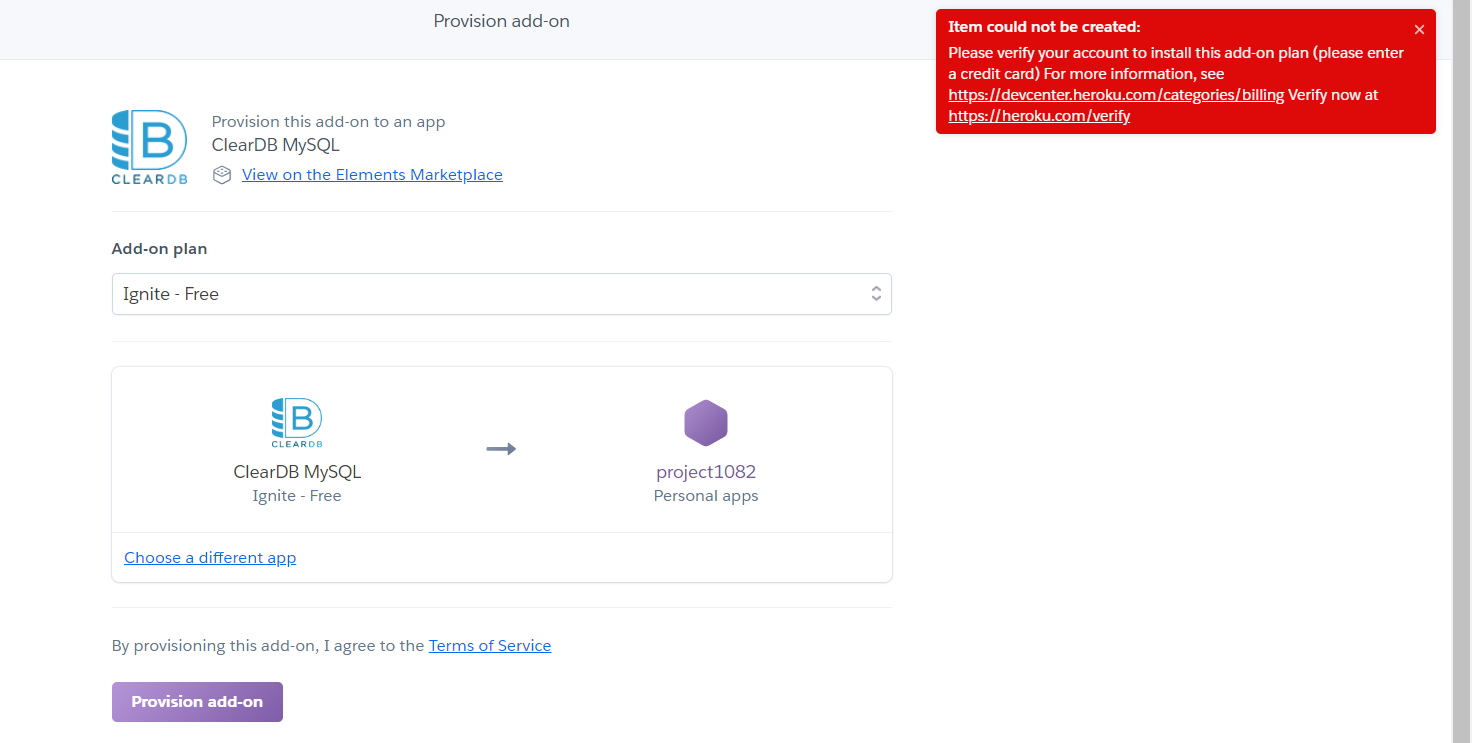 Provision add-on
Item could not be created:
Please verify your account to install this add-on plan (please enter
a credit card) For more information, see
https://devcenter.heroku.com/categories/billing Verify now at
https://heroku.com/verify
B
CLEARDB
Provision this add-on to an app
ClearDB MySQL
View on the Elements Marketplace
Add-on plan
Ignite - Free
B
CLEARDB
ClearDB MySQL
Ignite - Free
project1082
Personal apps
Choose a different app
By provisioning this add-on, I agree to the Terms of Service
Provision add-on